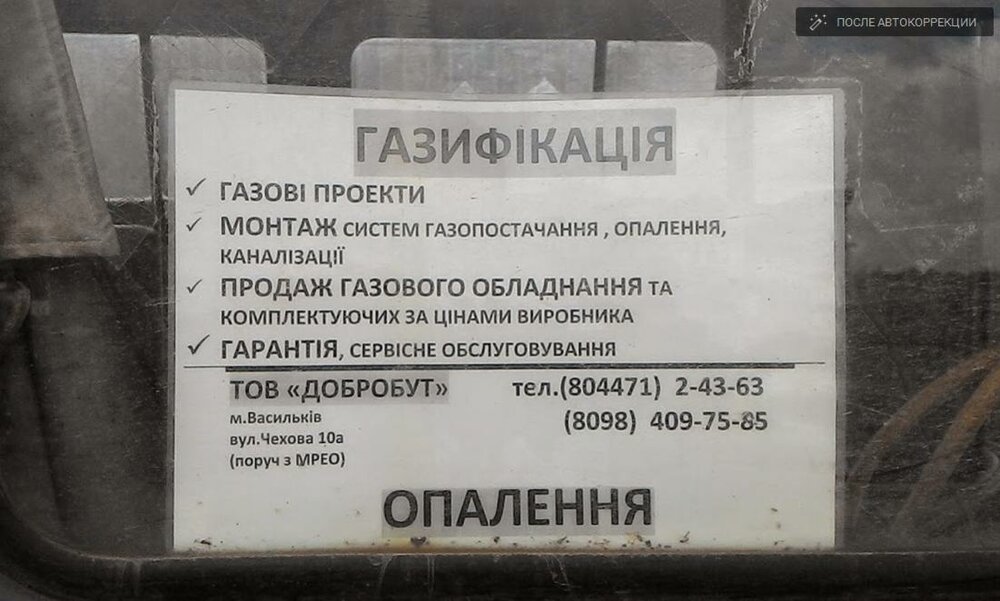 ПОСЛЕ АВТОКОРРЕКЦИИ
ГАЗИФІКАЦІЯ
✓ ГАЗОВІ ПРОЕКТИ
✓ МОНТАЖ СИСТЕМ ГАЗОПОСТАЧАННЯ , ОПАЛЕННЯ,
КАНАЛІЗАЦІЇ
✓ ПРОДАЖ ГАЗОВОГО ОБЛАДНАННЯ ТА
КОМПЛЕКТУЮЧИХ ЗА ЦІНАМИ ВИРОБНИКА
✓ ГАРАНТІЯ, СЕРВІСНЕ ОБСЛУГОВУВАННЯ
ТОВ «ДОБРОБУТ» тел.(804471) 2-43-63
(8098) 409-75-85
м.Васильків
вул.Чехова 10а
(поруч з МРЕО)
ОПАЛЕННЯ